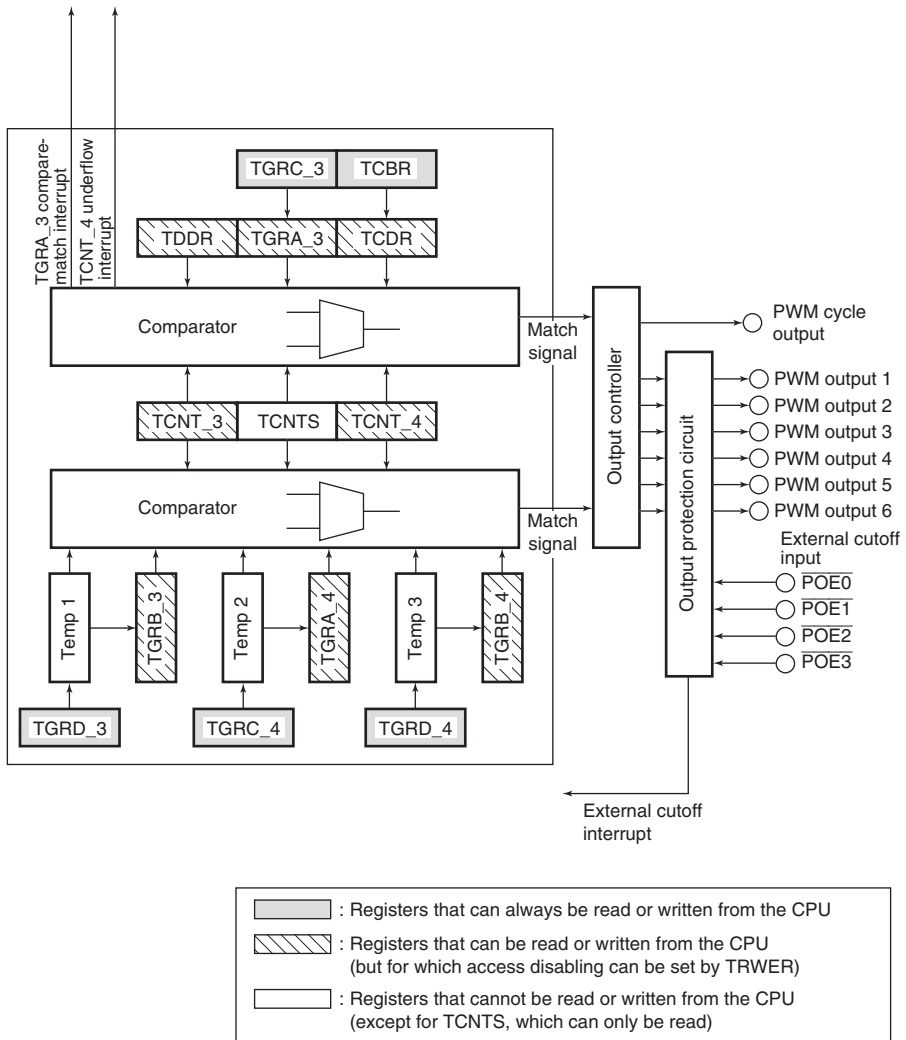 TGRA_3 compare-
match interrupt
TCNT_4 underflow
interrupt
TGRC_3
TCBR
TDDR
TGRA_3
TCDR
Comparator
Match
signal
Output controller
PWM cycle
output
Output protection circuit
PWM output 1
PWM output 2
PWM output 3
PWM output 4
PWM output 5
PWM output 6
TCNT_3
TCNTS
TCNT_4
Comparator
Match
signal
External cutoff
input
POE0
POE1
POE2
POE3
Temp 1
TGRB_3
Temp 2
TGRA_4
Temp 3
TGRB_4
TGRD_3
TGRC_4
TGRD_4
External cutoff
interrupt
: Registers that can always be read or written from the CPU
: Registers that can be read or written from the CPU
(but for which access disabling can be set by TRWER)
: Registers that cannot be read or written from the CPU
(except for TCNTS, which can only be read)